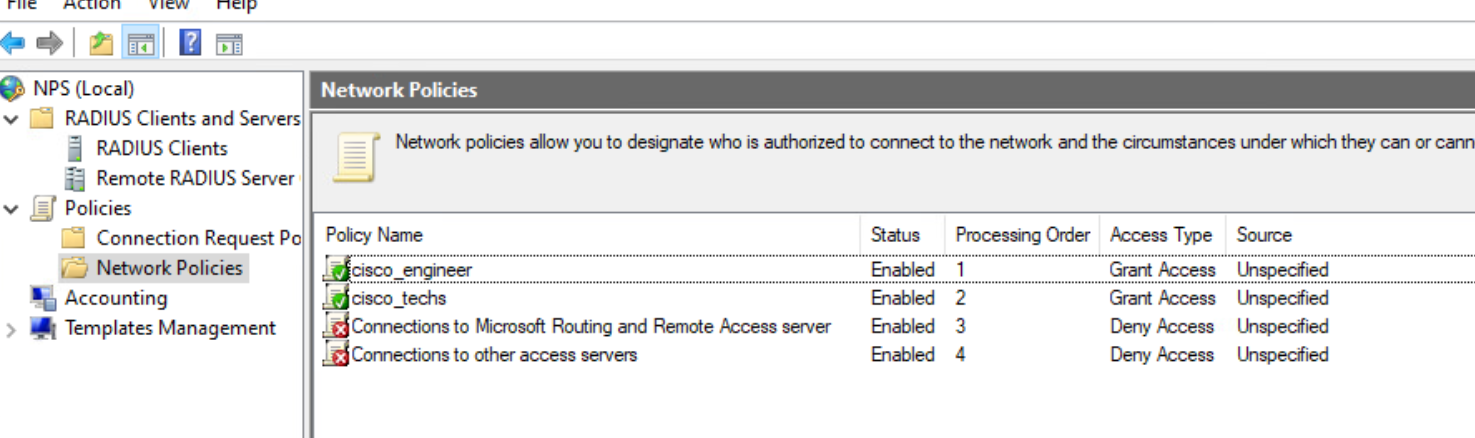 File Action View Help
NPS (Local)
RADIUS Clients and Servers
RADIUS Clients
Remote RADIUS Server
Policies
Connection Request Po
Network Policies
Accounting
Templates Management
Network Policies
Network policies allow you to designate who is authorized to connect to the network and the circumstances under which they can or cann
Policy Name Status Processing Order Access Type Source
cisco_engineer Enabled 1 Grant Access Unspecified
cisco_techs Enabled 2 Grant Access Unspecified
Connections to Microsoft Routing and Remote Access server Enabled 3 Deny Access Unspecified
Connections to other access servers Enabled 4 Deny Access Unspecified